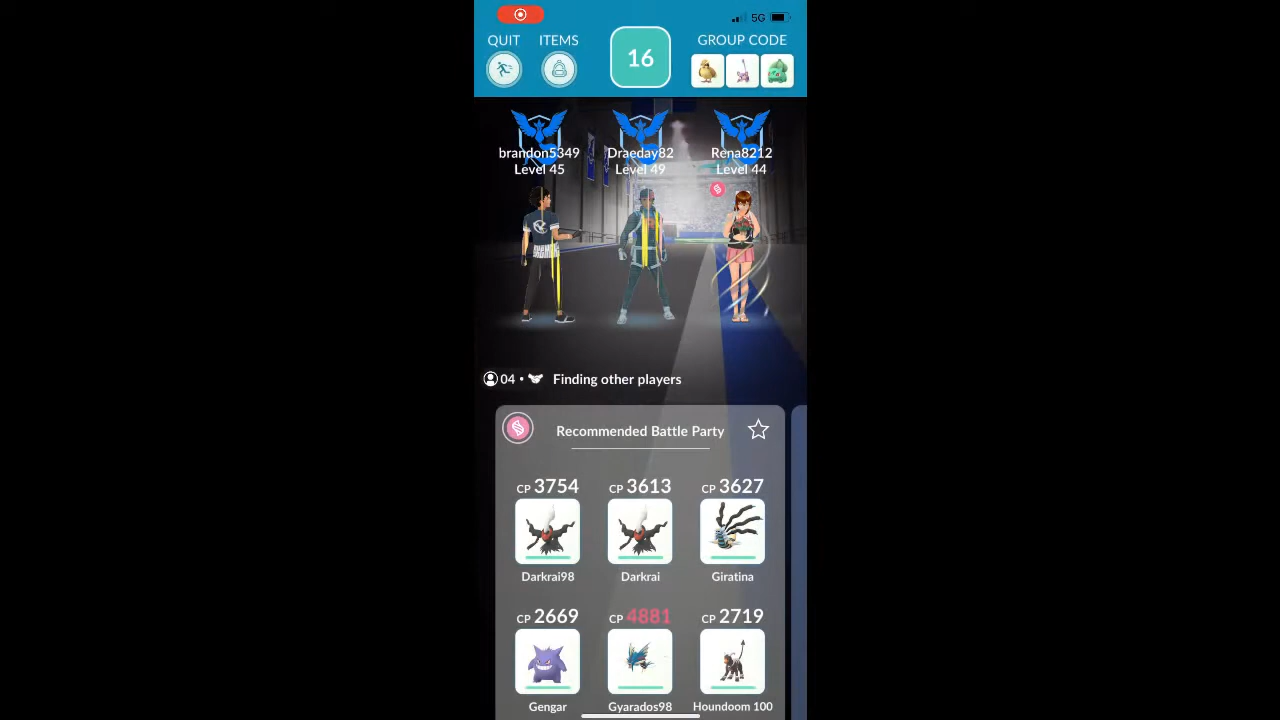 5G
QUIT ITEMS 16 GROUP CODE
brandon5349 Draeday82 Rena8212
Level 45 Level 49 Level 44
04 • Finding other players
Recommended Battle Party
CP 3754 CP 3613 CP 3627
Darkrai98 Darkrai Giratina
CP 2669 CP 4881 CP 2719
Gengar Gyarados98 Houndoom 100